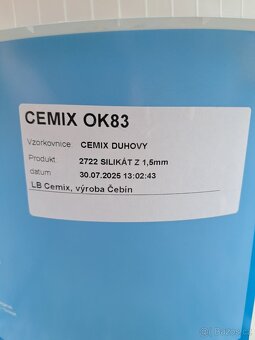 CEMIX OK83
Vzorkovnice: CEMIX DUHOVY
Produkt: 2722 SILIKÁT Z 1,5mm
datum 30.07.2025 13:02:43
LB Cemix, výroba Čebín